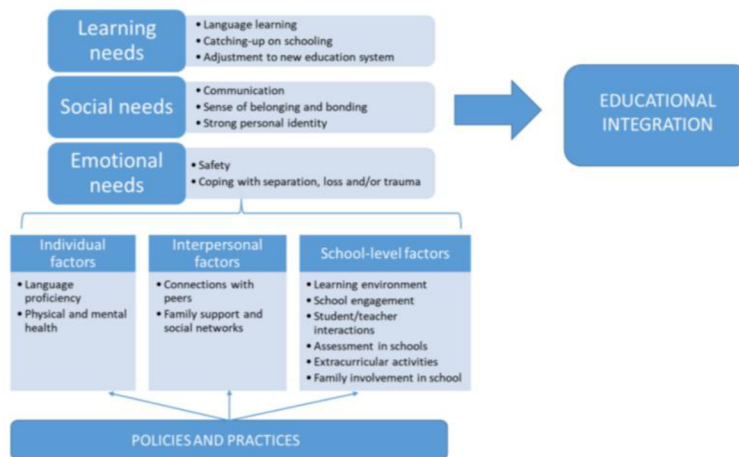 Learning
needs
• Language learning
• Catching-up on schooling
• Adjustment to new education system
Social needs
• Communication
• Sense of belonging and bonding
• Strong personal identity
Emotional
needs
• Safety
• Coping with separation, loss and/or trauma
EDUCATIONAL
INTEGRATION
Individual
factors
• Language
proficiency
• Physical and mental
health
Interpersonal
factors
• Connections with
peers
• Family support and
social networks
School-level factors
• Learning environment
• School engagement
• Student/teacher
interactions
• Assessment in schools
• Extracurricular activities
• Family involvement in school
POLICIES AND PRACTICES